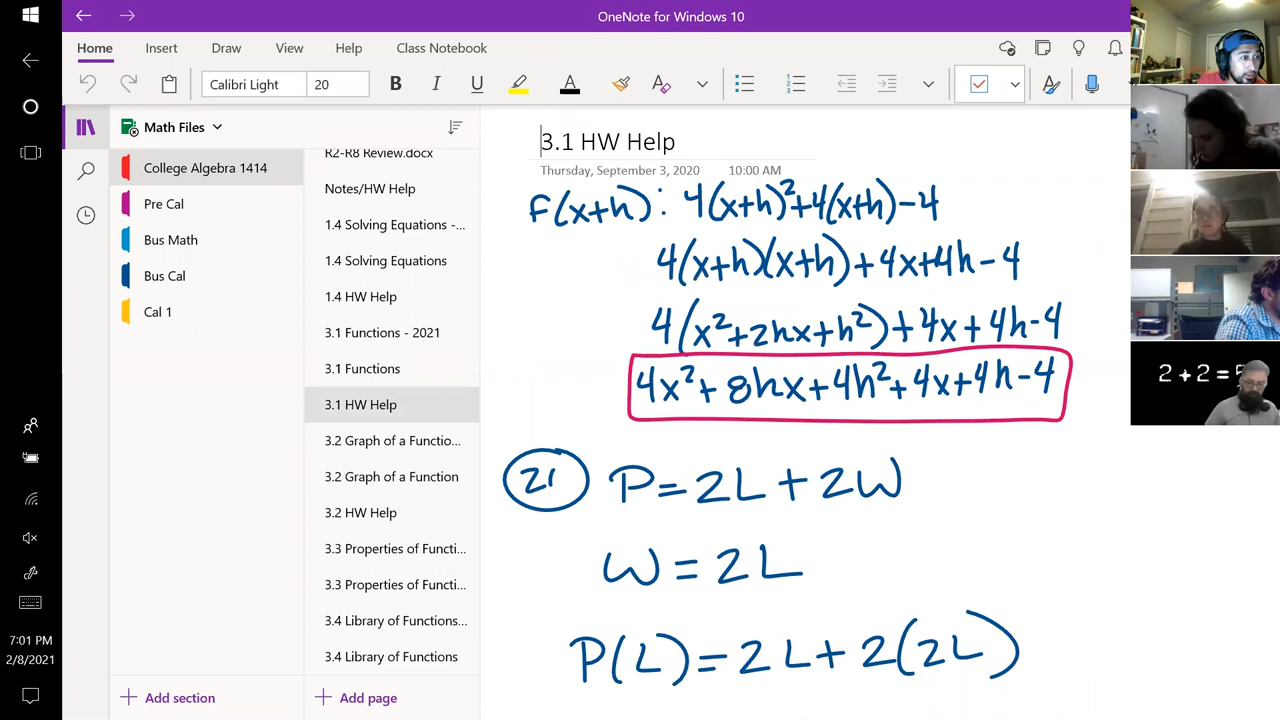 OneNote for Windows 10
Home Insert Draw View Help Class Notebook
Calibri Light 20 B I U A
Math Files
College Algebra 1414
Pre Cal
Bus Math
Bus Cal
Cal 1
Add section
R2-R8 Review.docx
Notes/HW Help
1.4 Solving Equations -...
1.4 Solving Equations
1.4 HW Help
3.1 Functions - 2021
3.1 Functions
3.1 HW Help
3.2 Graph of a Functio...
3.2 Graph of a Function
3.2 HW Help
3.3 Properties of Functi...
3.3 Properties of Functi...
3.4 Library of Functions...
3.4 Library of Functions
Add page
3.1 HW Help
Thursday, September 3, 2020 10:00 AM
F(x+h): 4(x+h)²+4(x+h)-4
4(x+h)(x+h)+4x+4h-4
4(x²+2hx+h²)+4x+4h-4
4x²+8hx+4h²+4x+4h-4
21 P=2L+2W
W=2L
P(L)=2L+2(2L)
2+2=
7:01 PM
2/8/2021